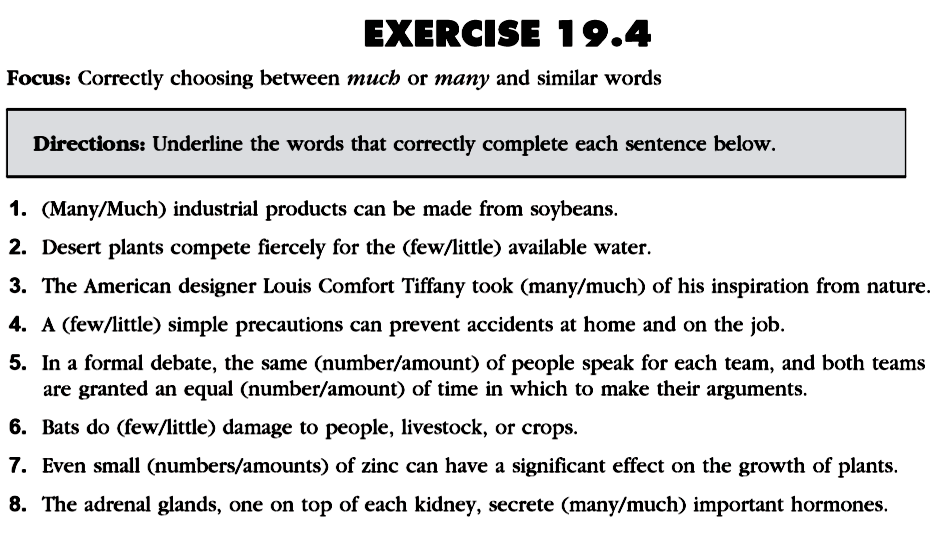 EXERCISE 19.4
Focus: Correctly choosing between much or many and similar words
Directions: Underline the words that correctly complete each sentence below.
1. (Many/Much) industrial products can be made from soybeans.
2. Desert plants compete fiercely for the (few/little) available water.
3. The American designer Louis Comfort Tiffany took (many/much) of his inspiration from nature.
4. A (few/little) simple precautions can prevent accidents at home and on the job.
5. In a formal debate, the same (number/amount) of people speak for each team, and both teams
are granted an equal (number/amount) of time in which to make their arguments.
6. Bats do (few/little) damage to people, livestock, or crops.
7. Even small (numbers/amounts) of zinc can have a significant effect on the growth of plants.
8. The adrenal glands, one on top of each kidney, secrete (many/much) important hormones.